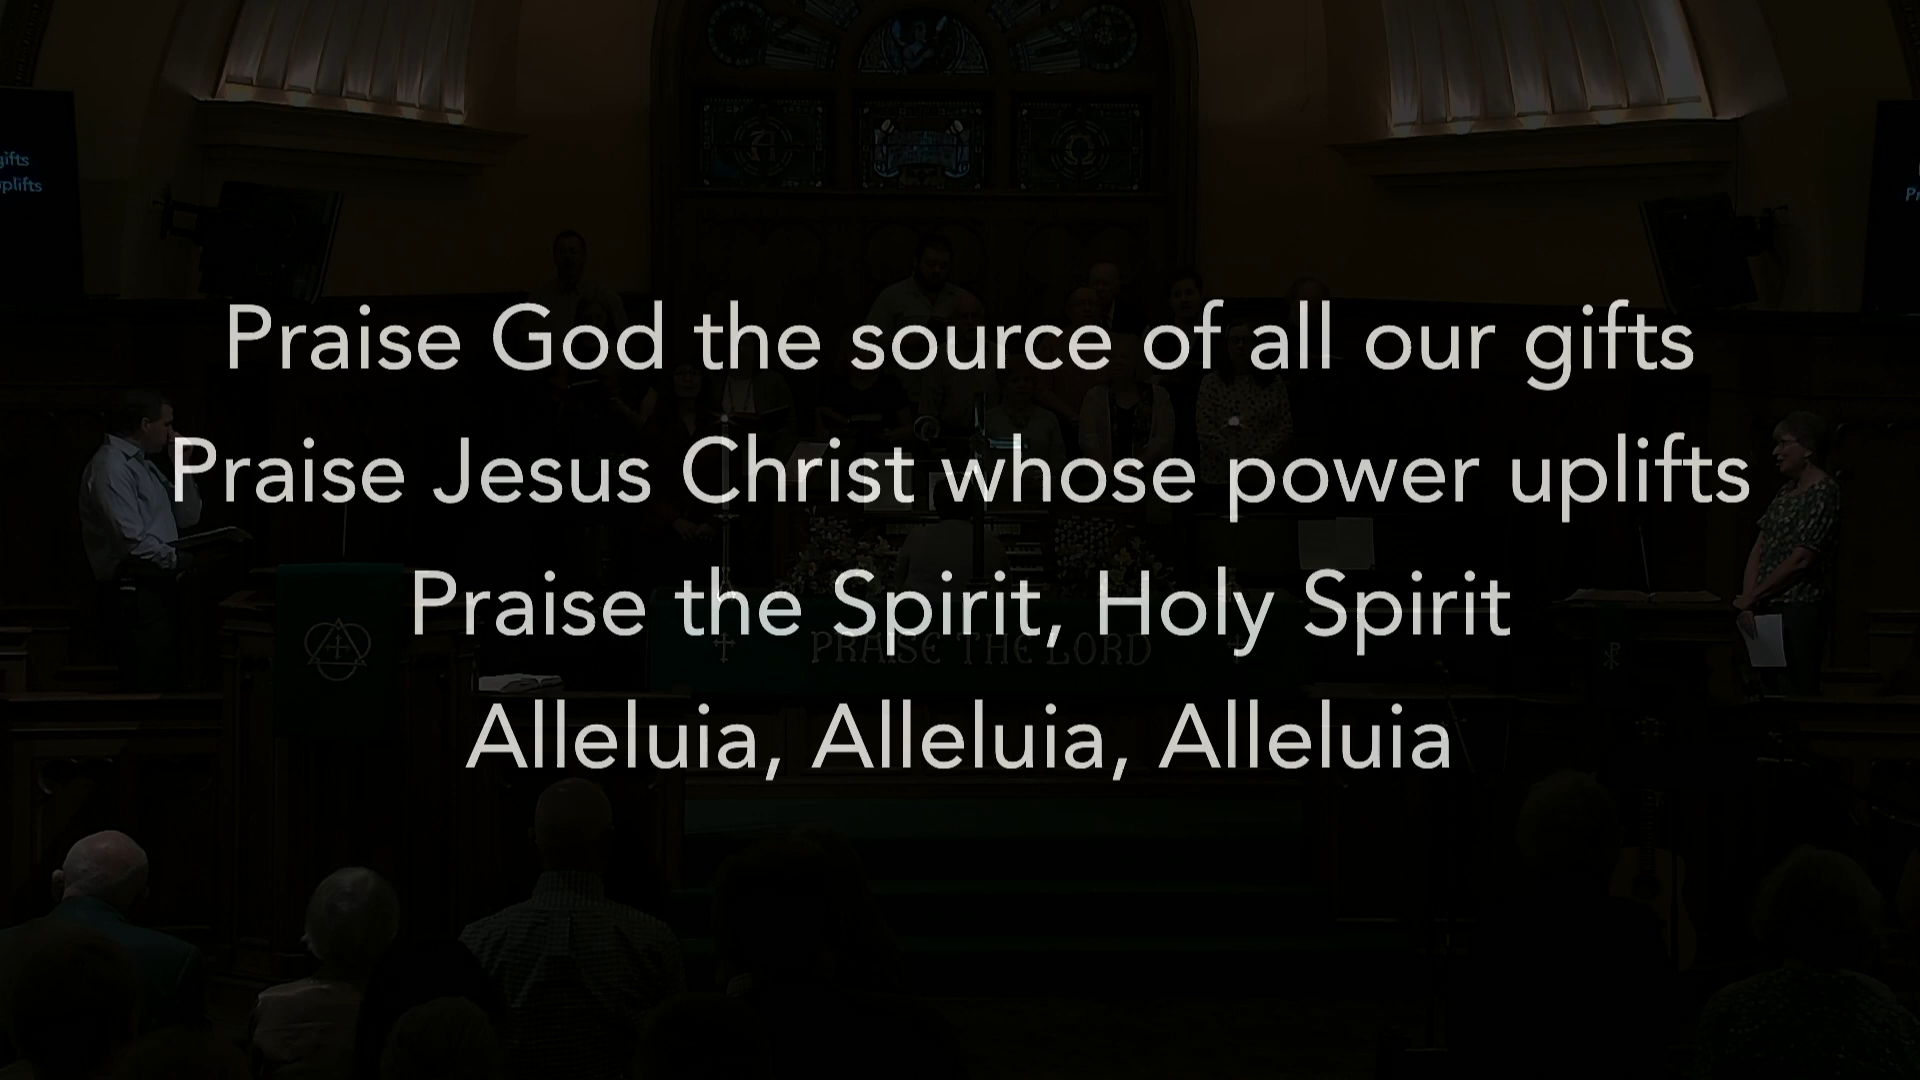 gifts
uplifts
Praise God the source of all our gifts
Praise Jesus Christ whose power uplifts
Praise the Spirit, Holy Spirit
Alleluia, Alleluia, Alleluia
PRAISE THE LORD